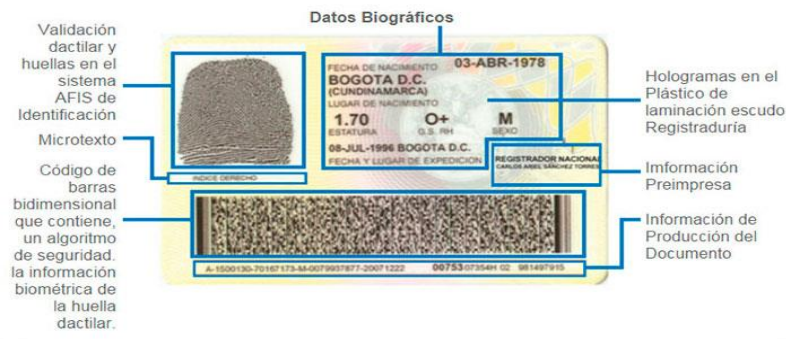 Datos Biográficos
Validación
dactilar y
huellas en el
sistema
AFIS de
Identificación
Microtexto
Código de
barras
bidimensional
que contiene,
un algoritmo
de seguridad.
la información
biométrica de
la huella
dactilar.
FECHA DE NACIMIENTO 03-ABR-1978
BOGOTA D.C.
(CUNDINAMARCA)
LUGAR DE NACIMIENTO
1.70 O+ M
ESTATURA G.S. RH SEXO
08-JUL-1996 BOGOTA D.C.
FECHA Y LUGAR DE EXPEDICION
REGISTRADOR NACIONAL
CARLOS ARIEL SÁNCHEZ TORRES
INDICE DERECHO
A-1500130-70167173-M-0079937877-20071222 00753 07354H 02 981497915
Hologramas en el
Plástico de
laminación escudo
Registraduría
Imformación
Preimpresa
Información de
Producción del
Documento